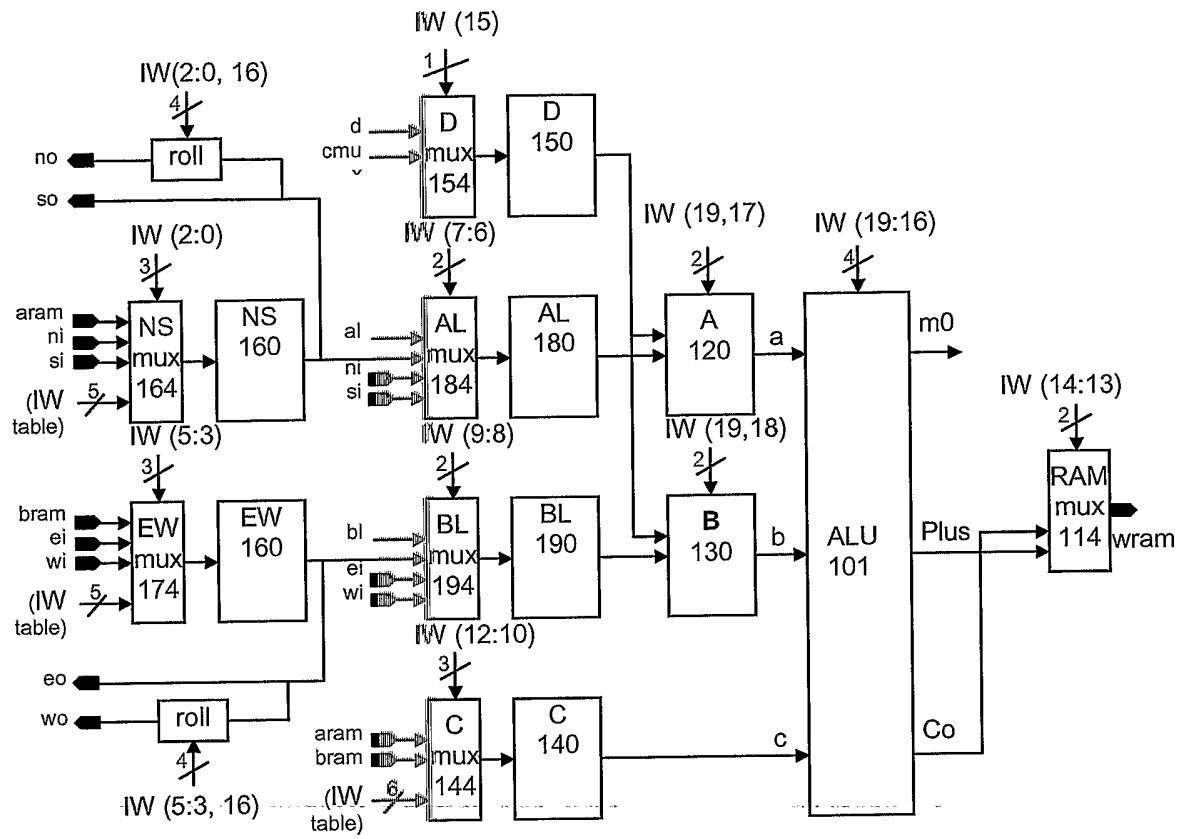 IW (15)
1
IW(2:0, 16)
4
roll
no
so
d
cmu
x
D
mux
154
D
150
IW (2:0)
3
IW (7:6)
2
IW (19,17)
2
IW (19:16)
4
aram
ni
si
5
(IW
table)
NS
mux
164
NS
160
al
ni
si
AL
mux
184
AL
180
A
120
a
m0
IW (5:3)
3
IW (9:8)
2
IW (19,18)
2
IW (14:13)
2
bram
ei
wi
5
(IW
table)
EW
mux
174
EW
160
bl
ei
wi
BL
mux
194
BL
190
B
130
b
ALU
101
Plus
RAM
mux
114
wram
eo
wo
roll
4
IW (5:3, 16)
IW (12:10)
3
aram
bram
6
(IW
table)
C
mux
144
C
140
c
Co